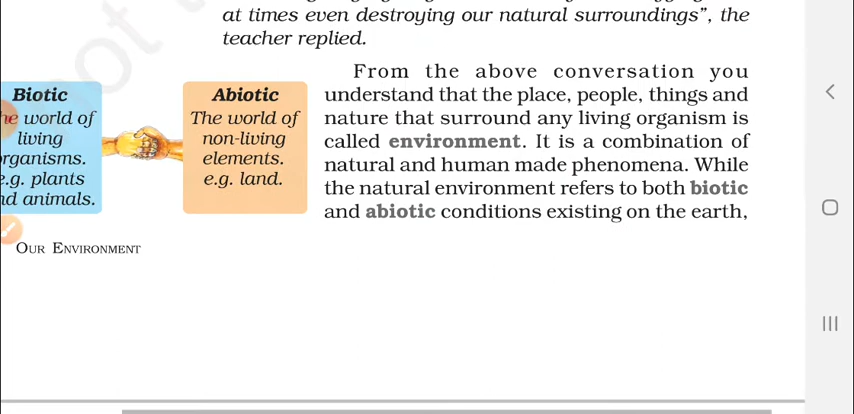 at times even destroying our natural surroundings”, the
teacher replied.
Biotic
he world of
living
rganisms.
e.g. plants
nd animals.
Abiotic
The world of
non-living
elements.
e.g. land.
From the above conversation you
understand that the place, people, things and
nature that surround any living organism is
called environment. It is a combination of
natural and human made phenomena. While
the natural environment refers to both biotic
and abiotic conditions existing on the earth,
OUR ENVIRONMENT
not